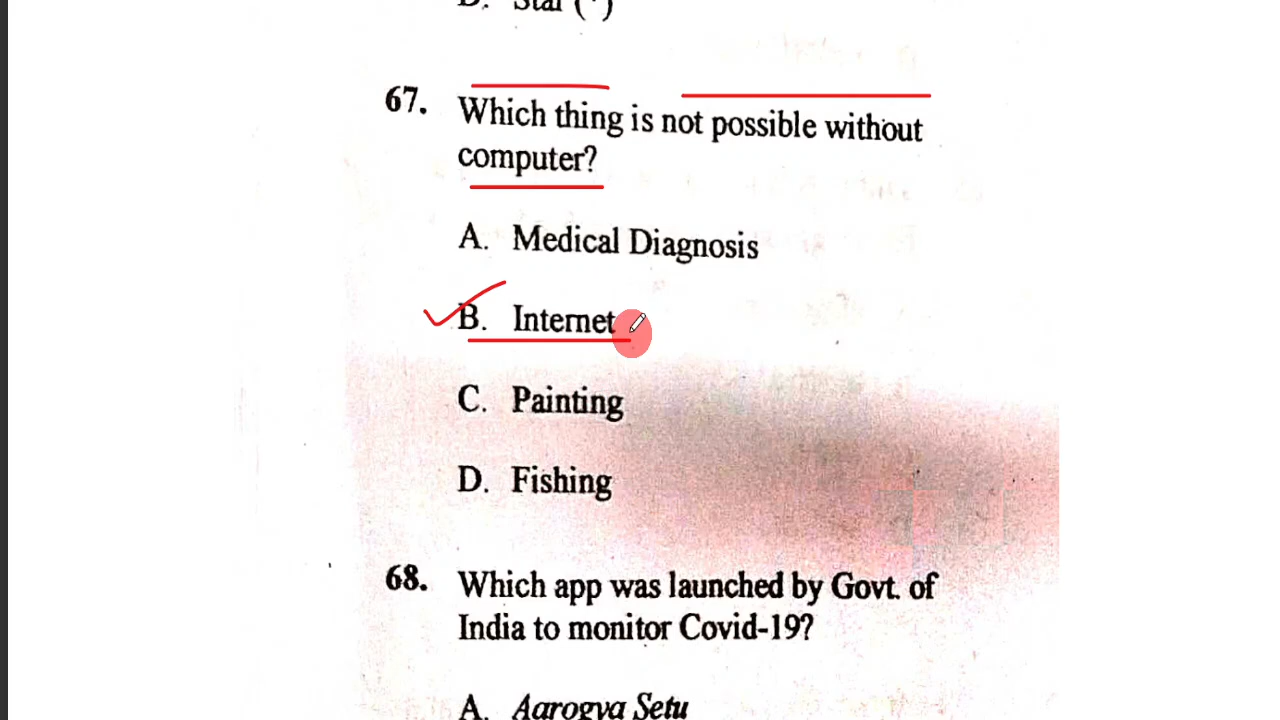 D. Star (*)
67. Which thing is not possible without
computer?
A. Medical Diagnosis
B. Internet
C. Painting
D. Fishing
68. Which app was launched by Govt. of
India to monitor Covid-19?
A. Aarogya Setu